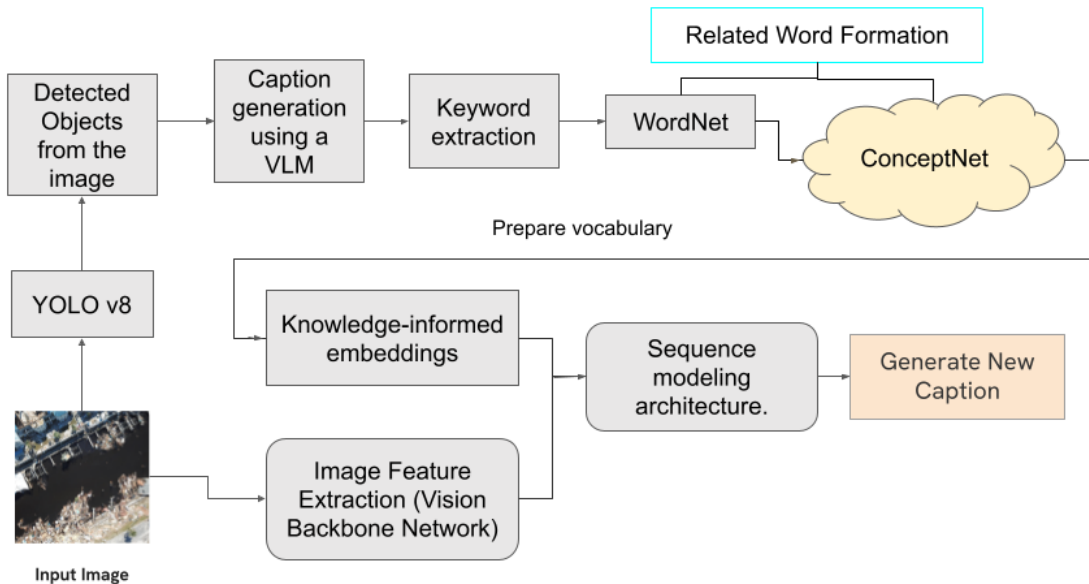 Related Word Formation
Detected
Objects
from the
image
Caption
generation
using a
VLM
Keyword
extraction
WordNet
ConceptNet
Prepare vocabulary
YOLO v8
Knowledge-informed
embeddings
Sequence
modeling
architecture.
Generate New
Caption
Image Feature
Extraction (Vision
Backbone Network)
Input Image